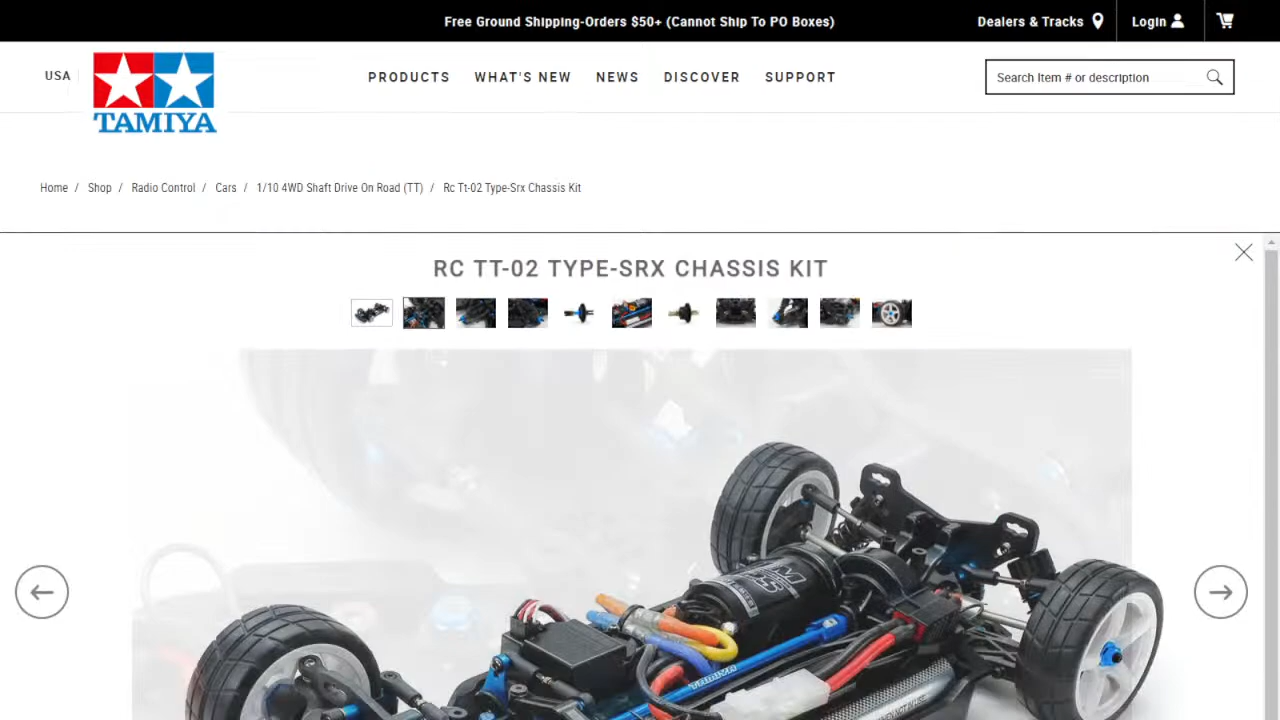 Free Ground Shipping-Orders $50+ (Cannot Ship To PO Boxes)
Dealers & Tracks
Login
USA
TAMIYA
PRODUCTS
WHAT'S NEW
NEWS
DISCOVER
SUPPORT
Search Item # or description
Home / Shop / Radio Control / Cars / 1/10 4WD Shaft Drive On Road (TT) / Rc Tt-02 Type-Srx Chassis Kit
RC TT-02 TYPE-SRX CHASSIS KIT
TAMIYA